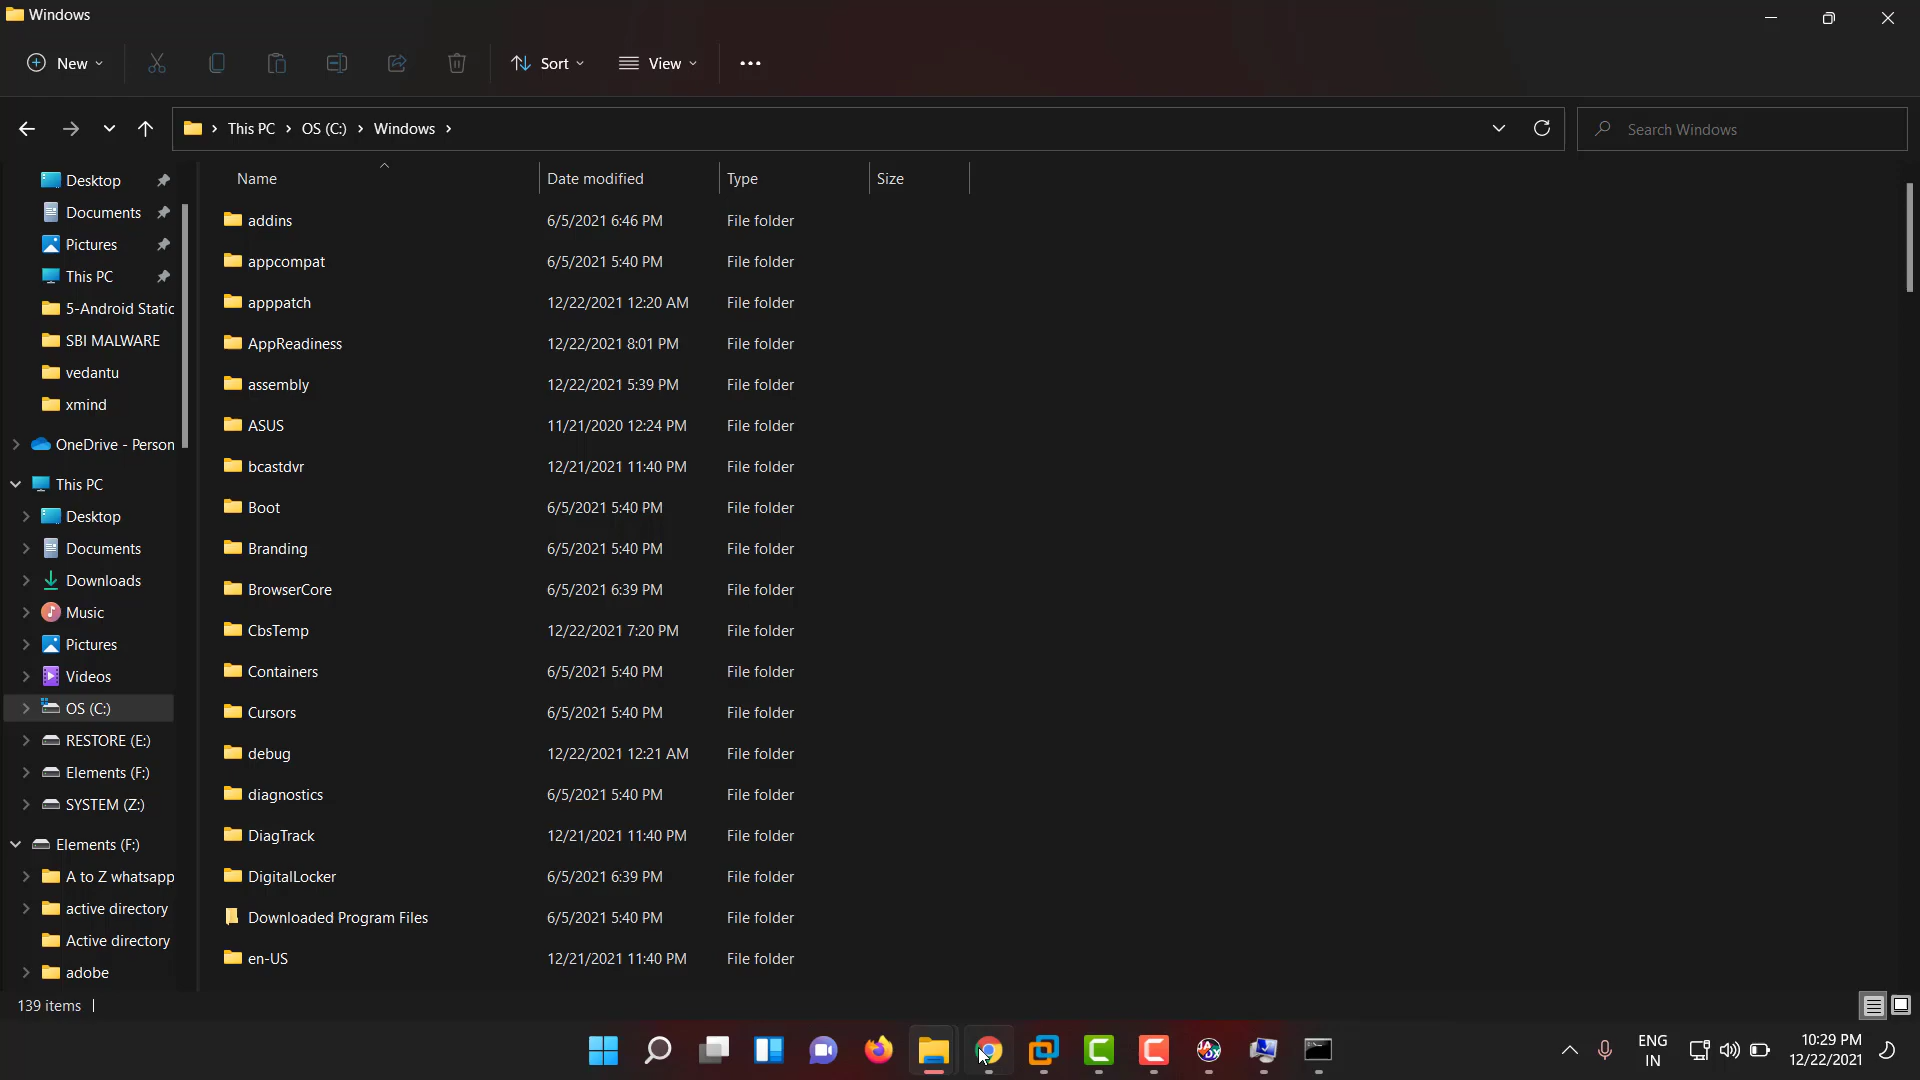 Windows
New
Sort
View
This PC
OS (C:)
Windows
Search Windows
Name
Date modified
Type
Size
Desktop
Documents
Pictures
This PC
5-Android Static
SBI MALWARE
vedantu
xmind
OneDrive - Person
This PC
Desktop
Documents
Downloads
Music
Pictures
Videos
OS (C:)
RESTORE (E:)
Elements (F:)
SYSTEM (Z:)
Elements (F:)
A to Z whatsapp
active directory
Active directory
adobe
addins 6/5/2021 6:46 PM File folder
appcompat 6/5/2021 5:40 PM File folder
apppatch 12/22/2021 12:20 AM File folder
AppReadiness 12/22/2021 8:01 PM File folder
assembly 12/22/2021 5:39 PM File folder
ASUS 11/21/2020 12:24 PM File folder
bcastdvr 12/21/2021 11:40 PM File folder
Boot 6/5/2021 5:40 PM File folder
Branding 6/5/2021 5:40 PM File folder
BrowserCore 6/5/2021 6:39 PM File folder
CbsTemp 12/22/2021 7:20 PM File folder
Containers 6/5/2021 5:40 PM File folder
Cursors 6/5/2021 5:40 PM File folder
debug 12/22/2021 12:21 AM File folder
diagnostics 6/5/2021 5:40 PM File folder
DiagTrack 12/21/2021 11:40 PM File folder
DigitalLocker 6/5/2021 6:39 PM File folder
Downloaded Program Files 6/5/2021 5:40 PM File folder
en-US 12/21/2021 11:40 PM File folder
139 items
ENG
IN
10:29 PM
12/22/2021